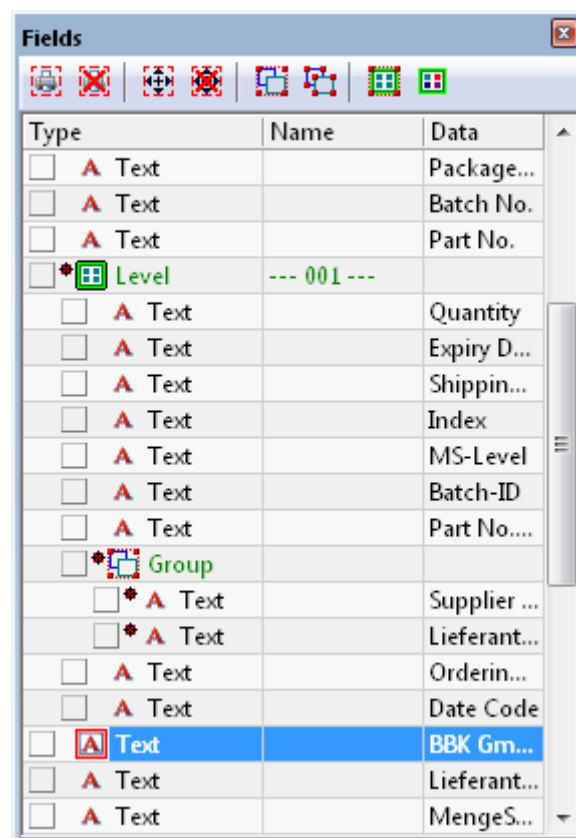 Fields
Type Name Data
A Text Package...
A Text Batch No.
A Text Part No.
Level --- 001 ---
A Text Quantity
A Text Expiry D...
A Text Shippin...
A Text Index
A Text MS-Level
A Text Batch-ID
A Text Part No....
Group
A Text Supplier ...
A Text Lieferant...
A Text Orderin...
A Text Date Code
A Text BBK Gm...
A Text Lieferant...
A Text MengeS...